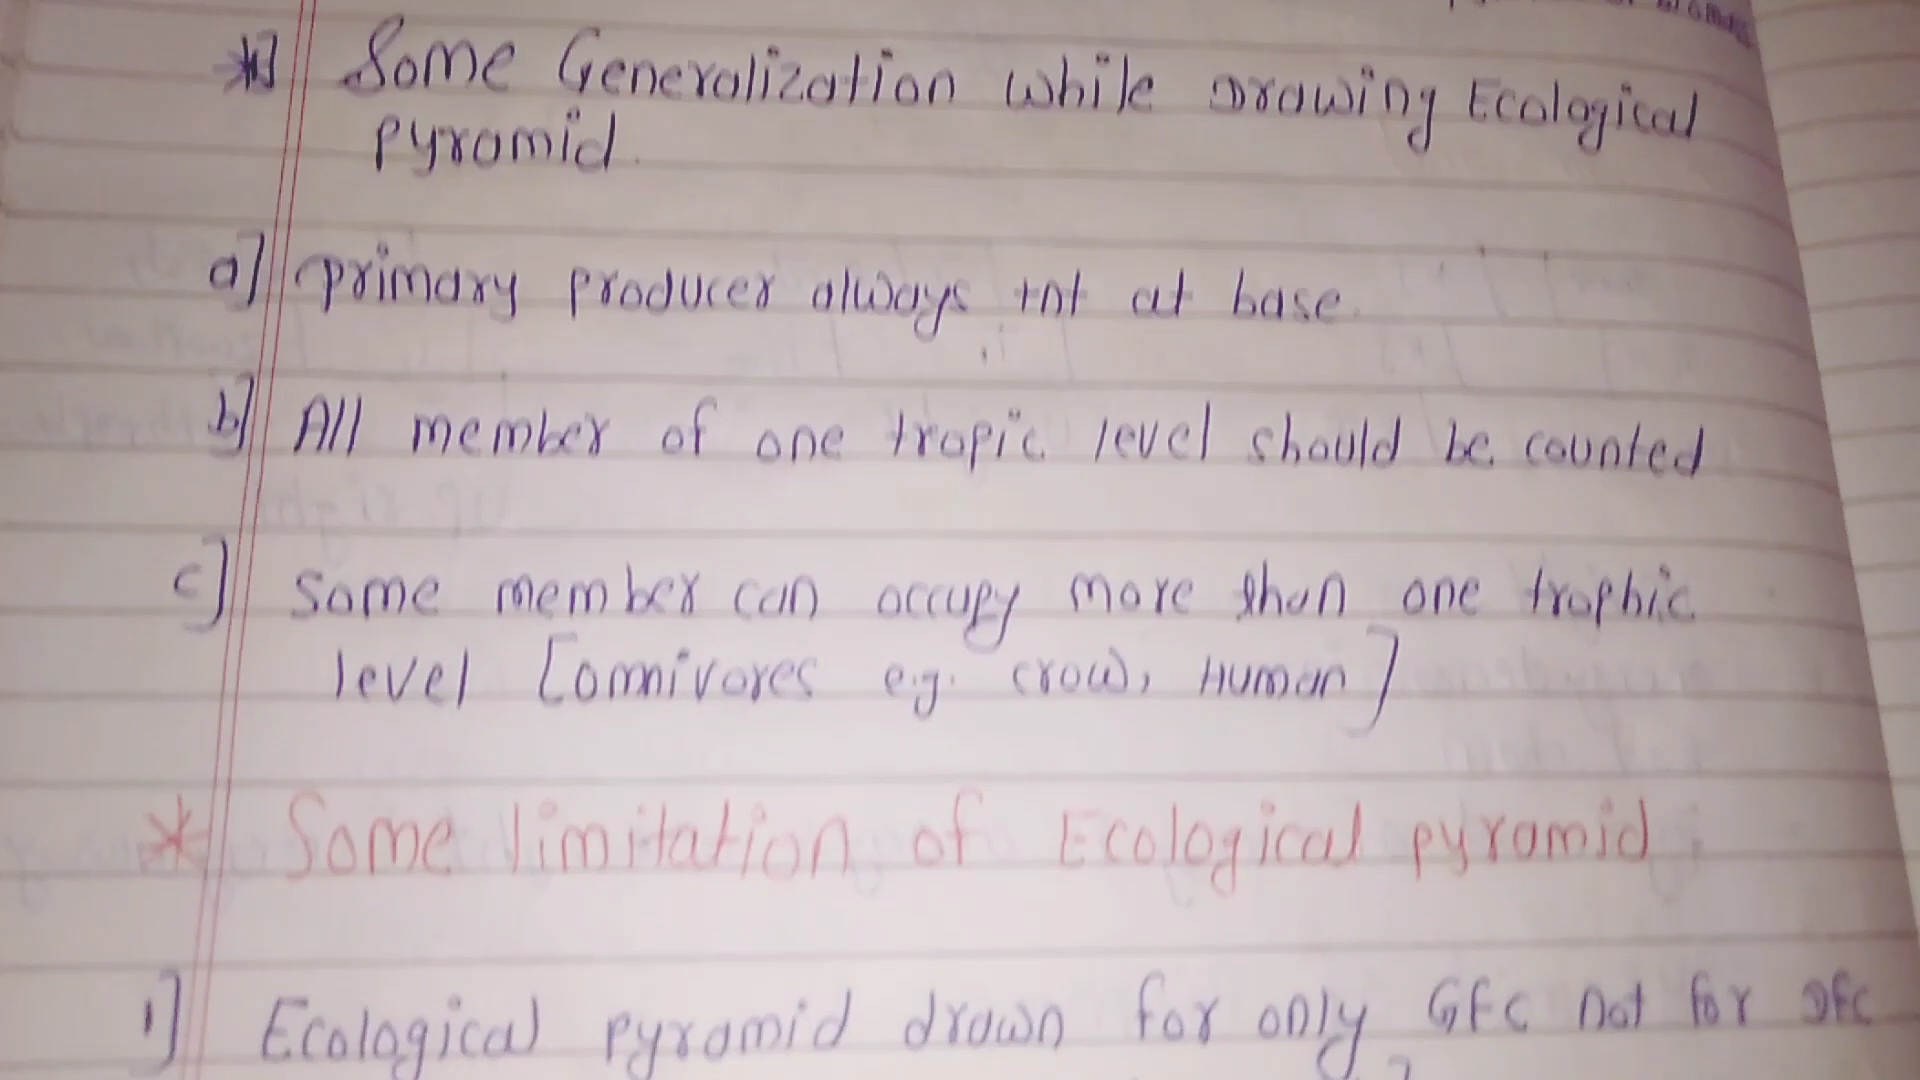 *] Some Generalization while Drawing Ecological
pyramid.
a] primary producer always tnt at base.
b] All member of one tropic level should be counted
c] Some member can occupy more than one trophic
level [omnivores e.g. crow, Human]
* Some limitation of Ecological pyramid
1] Ecological pyramid drawn for only GFC not for DFC